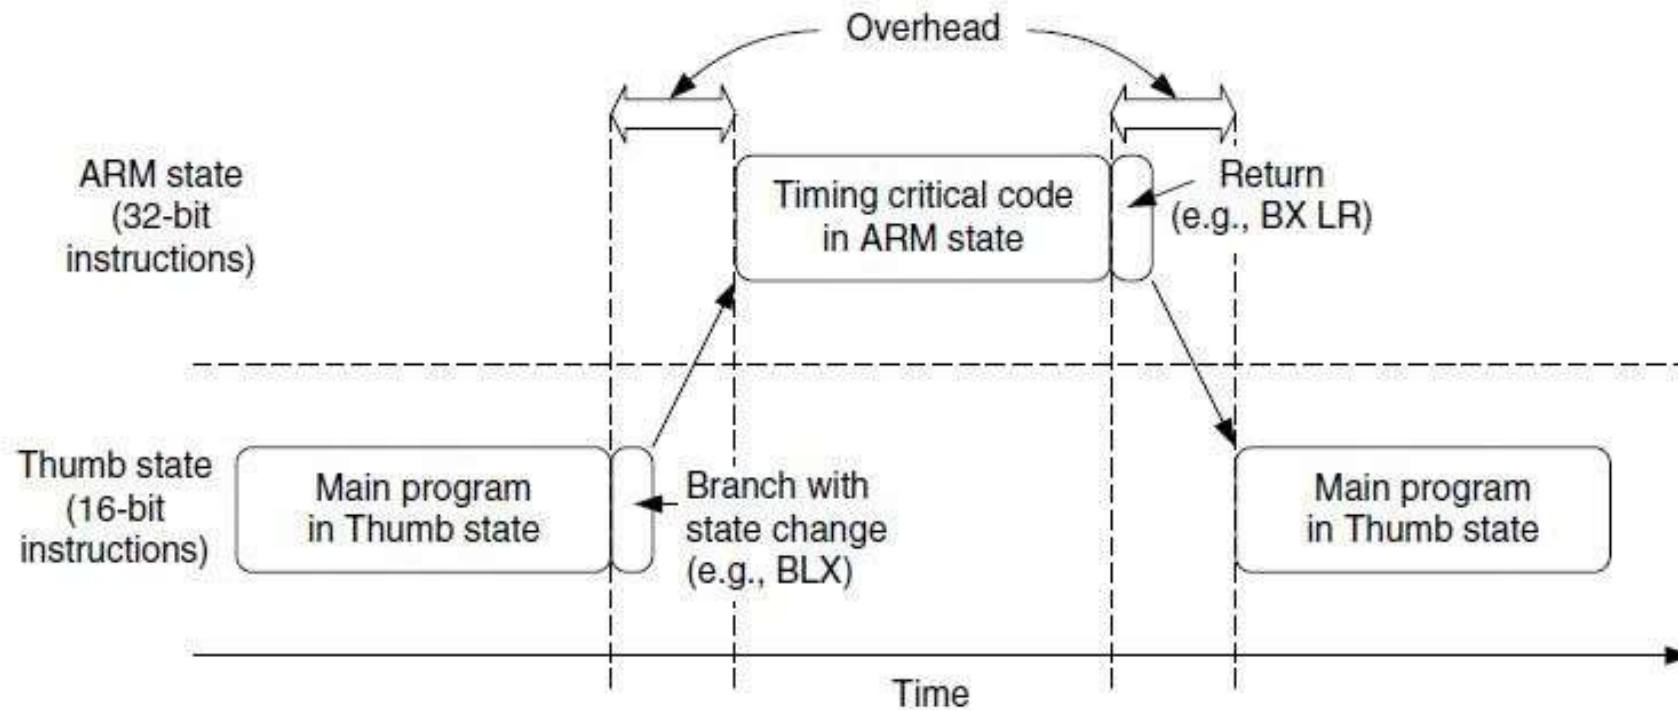 Overhead
ARM state
(32-bit
instructions)
Timing critical code
in ARM state
Return
(e.g., BX LR)
Thumb state
(16-bit
instructions)
Main program
in Thumb state
Branch with
state change
(e.g., BLX)
Main program
in Thumb state
Time